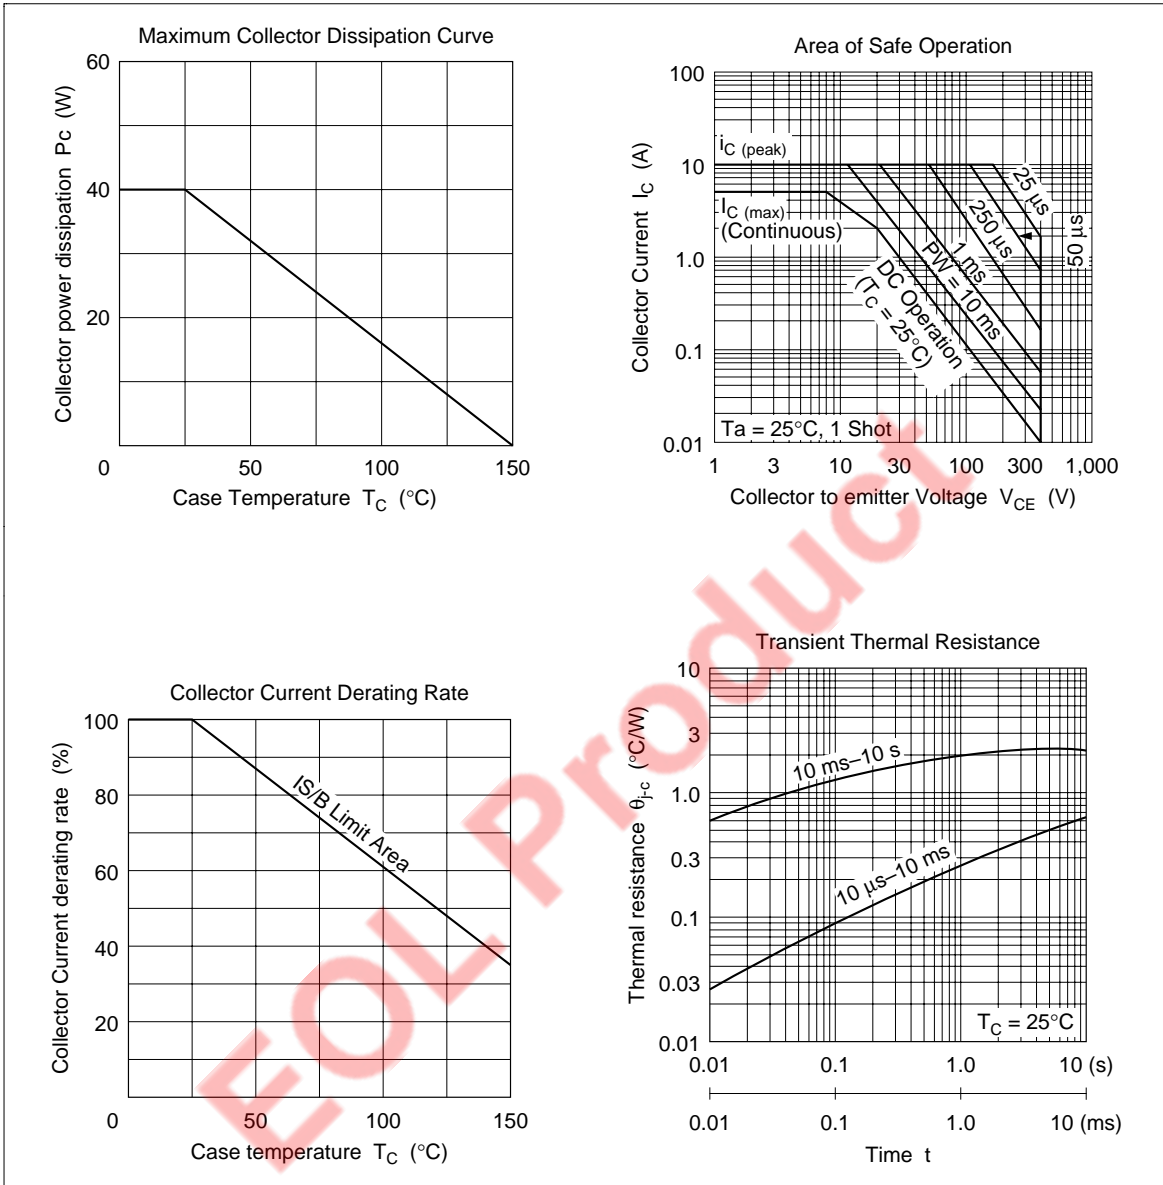 Maximum Collector Dissipation Curve
Collector power dissipation Pc (W)
60
40
20
0
50
100
150
Case Temperature TC (°C)
Area of Safe Operation
Collector Current IC (A)
100
10
1.0
0.1
0.01
iC (peak)
IC (max)
(Continuous)
25 μs
50 μs
250 μs
1 ms
PW = 10 ms
DC Operation
(TC = 25°C)
Ta = 25°C, 1 Shot
1
3
10
30
100
300
1,000
Collector to emitter Voltage VCE (V)
Collector Current Derating Rate
Collector Current derating rate (%)
100
80
60
40
20
0
IS/B Limit Area
50
100
150
Case temperature TC (°C)
Transient Thermal Resistance
Thermal resistance θj-c (°C/W)
10
3
1.0
0.3
0.1
0.03
0.01
10 ms–10 s
10 μs–10 ms
TC = 25°C
0.01
0.1
1.0
10 (s)
0.01
0.1
1.0
10 (ms)
Time t
EOL Product